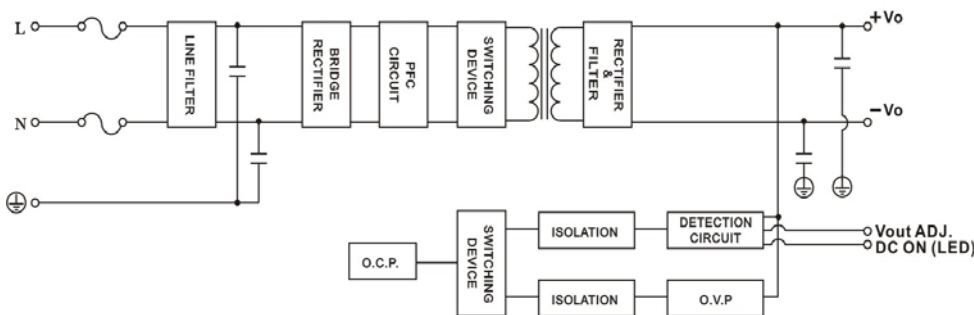 L
N
LINE FILTER
BRIDGE
RECTIFIER
PFC
CIRCUIT
SWITCHING
DEVICE
RECTIFIER
&
FILTER
+Vo
-Vo
O.C.P.
SWITCHING
DEVICE
ISOLATION
DETECTION
CIRCUIT
Vout ADJ.
DC ON (LED)
ISOLATION
O.V.P